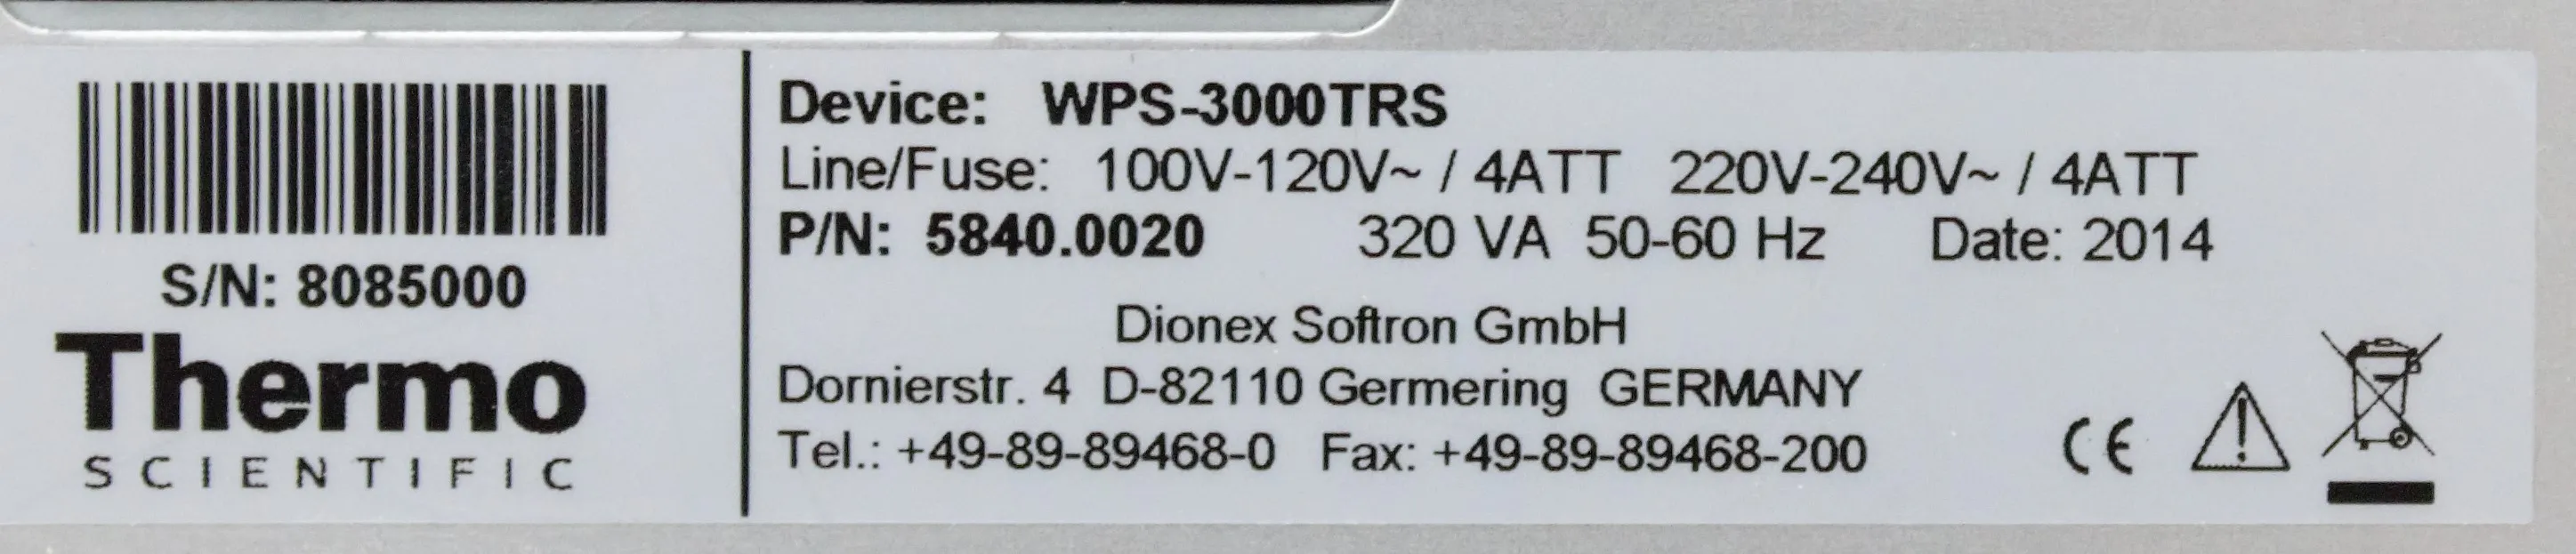 S/N: 8085000
Thermo
SCIENTIFIC
Device: WPS-3000TRS
Line/Fuse: 100V-120V~ / 4ATT 220V-240V~ / 4ATT
P/N: 5840.0020 320 VA 50-60 Hz Date: 2014
Dionex Softron GmbH
Dornierstr. 4 D-82110 Germering GERMANY
Tel.: +49-89-89468-0 Fax: +49-89-89468-200
CE